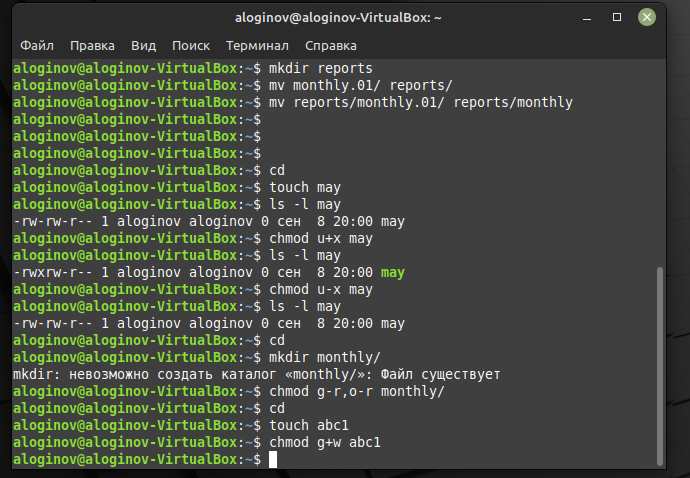 aloginov@aloginov-VirtualBox: ~
Файл Правка Вид Поиск Терминал Справка
aloginov@aloginov-VirtualBox:~$ mkdir reports
aloginov@aloginov-VirtualBox:~$ mv monthly.01/ reports/
aloginov@aloginov-VirtualBox:~$ mv reports/monthly.01/ reports/monthly
aloginov@aloginov-VirtualBox:~$
aloginov@aloginov-VirtualBox:~$
aloginov@aloginov-VirtualBox:~$
aloginov@aloginov-VirtualBox:~$ cd
aloginov@aloginov-VirtualBox:~$ touch may
aloginov@aloginov-VirtualBox:~$ ls -l may
-rw-rw-r-- 1 aloginov aloginov 0 сен  8 20:00 may
aloginov@aloginov-VirtualBox:~$ chmod u+x may
aloginov@aloginov-VirtualBox:~$ ls -l may
-rwxrw-r-- 1 aloginov aloginov 0 сен  8 20:00 may
aloginov@aloginov-VirtualBox:~$ chmod u-x may
aloginov@aloginov-VirtualBox:~$ ls -l may
-rw-rw-r-- 1 aloginov aloginov 0 сен  8 20:00 may
aloginov@aloginov-VirtualBox:~$ cd
aloginov@aloginov-VirtualBox:~$ mkdir monthly/
mkdir: невозможно создать каталог «monthly/»: Файл существует
aloginov@aloginov-VirtualBox:~$ chmod g-r,o-r monthly/
aloginov@aloginov-VirtualBox:~$ cd
aloginov@aloginov-VirtualBox:~$ touch abc1
aloginov@aloginov-VirtualBox:~$ chmod g+w abc1
aloginov@aloginov-VirtualBox:~$